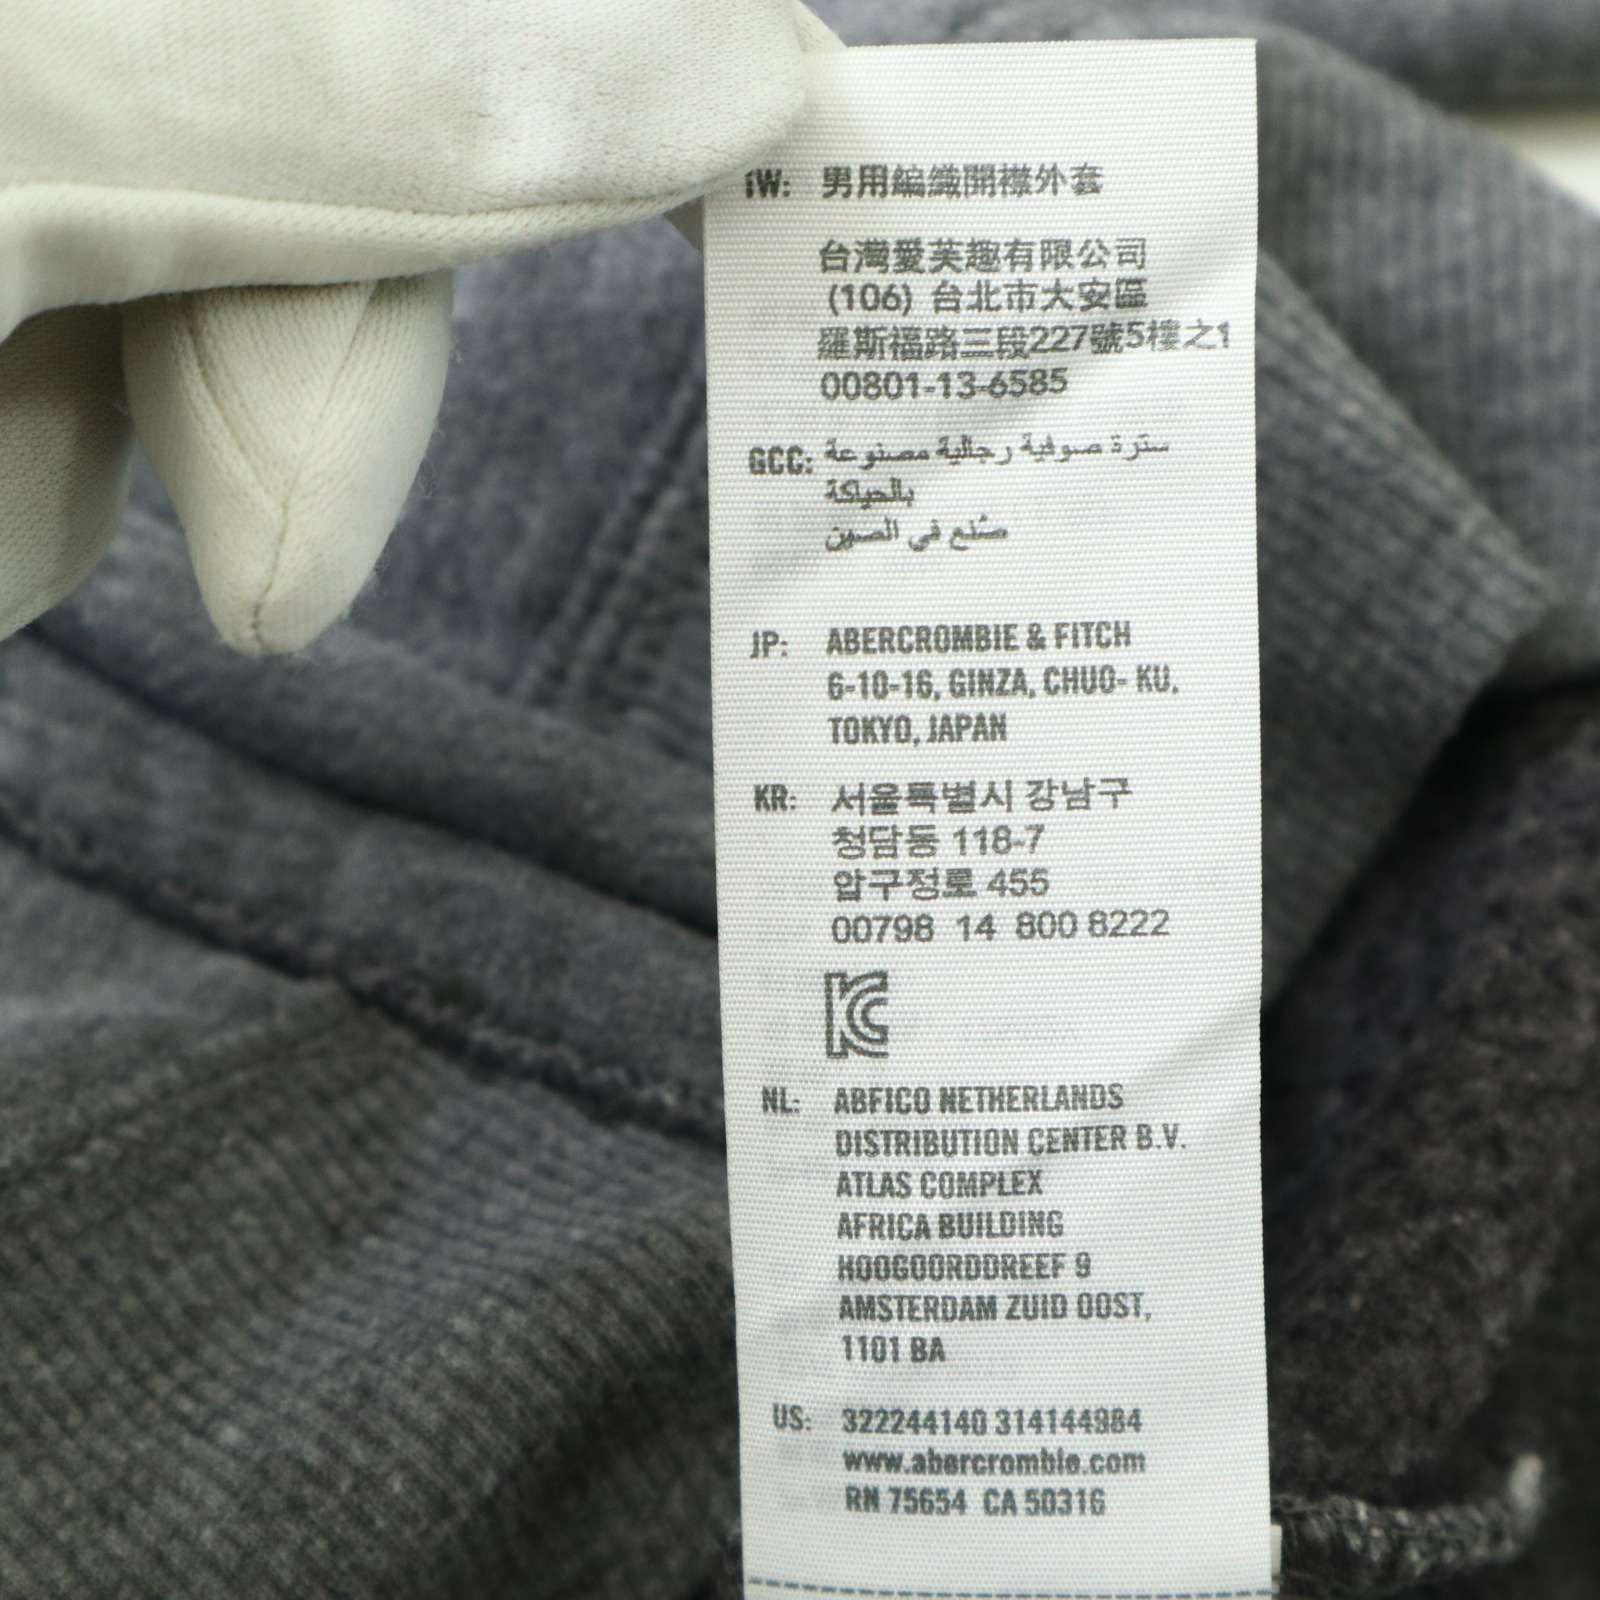 TW: 男用編織開襟外套
台灣愛芙趣有限公司
(106) 台北市大安區
羅斯福路三段227號5樓之1
00801-13-6585
GCC: سترة صوفية رجالية مصنوعة
بالحياكة
صُنع في الصين
JP: ABERCROMBIE & FITCH
6-10-16, GINZA, CHUO- KU,
TOKYO, JAPAN
KR: 서울특별시 강남구
청담동 118-7
압구정로 455
00798 14 800 8222
KC
NL: ABFICO NETHERLANDS
DISTRIBUTION CENTER B.V.
ATLAS COMPLEX
AFRICA BUILDING
HOOGOORDDREEF 9
AMSTERDAM ZUID OOST,
1101 BA
US: 322244140 314144984
www.abercrombie.com
RN 75654 CA 50316